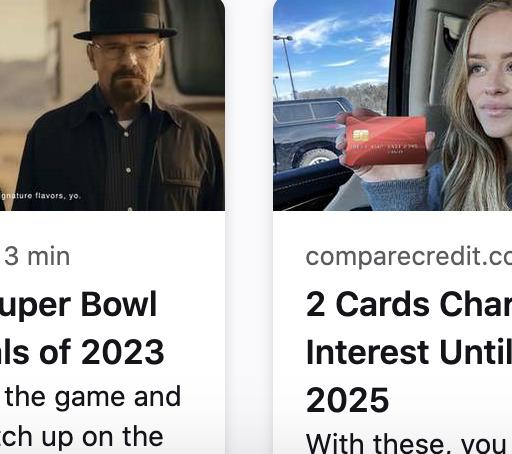 gnature flavors, yo.
3 min
uper Bowl
ls of 2023
the game and
tch up on the
comparecredit.co
2 Cards Char
Interest Until
2025
With these, you